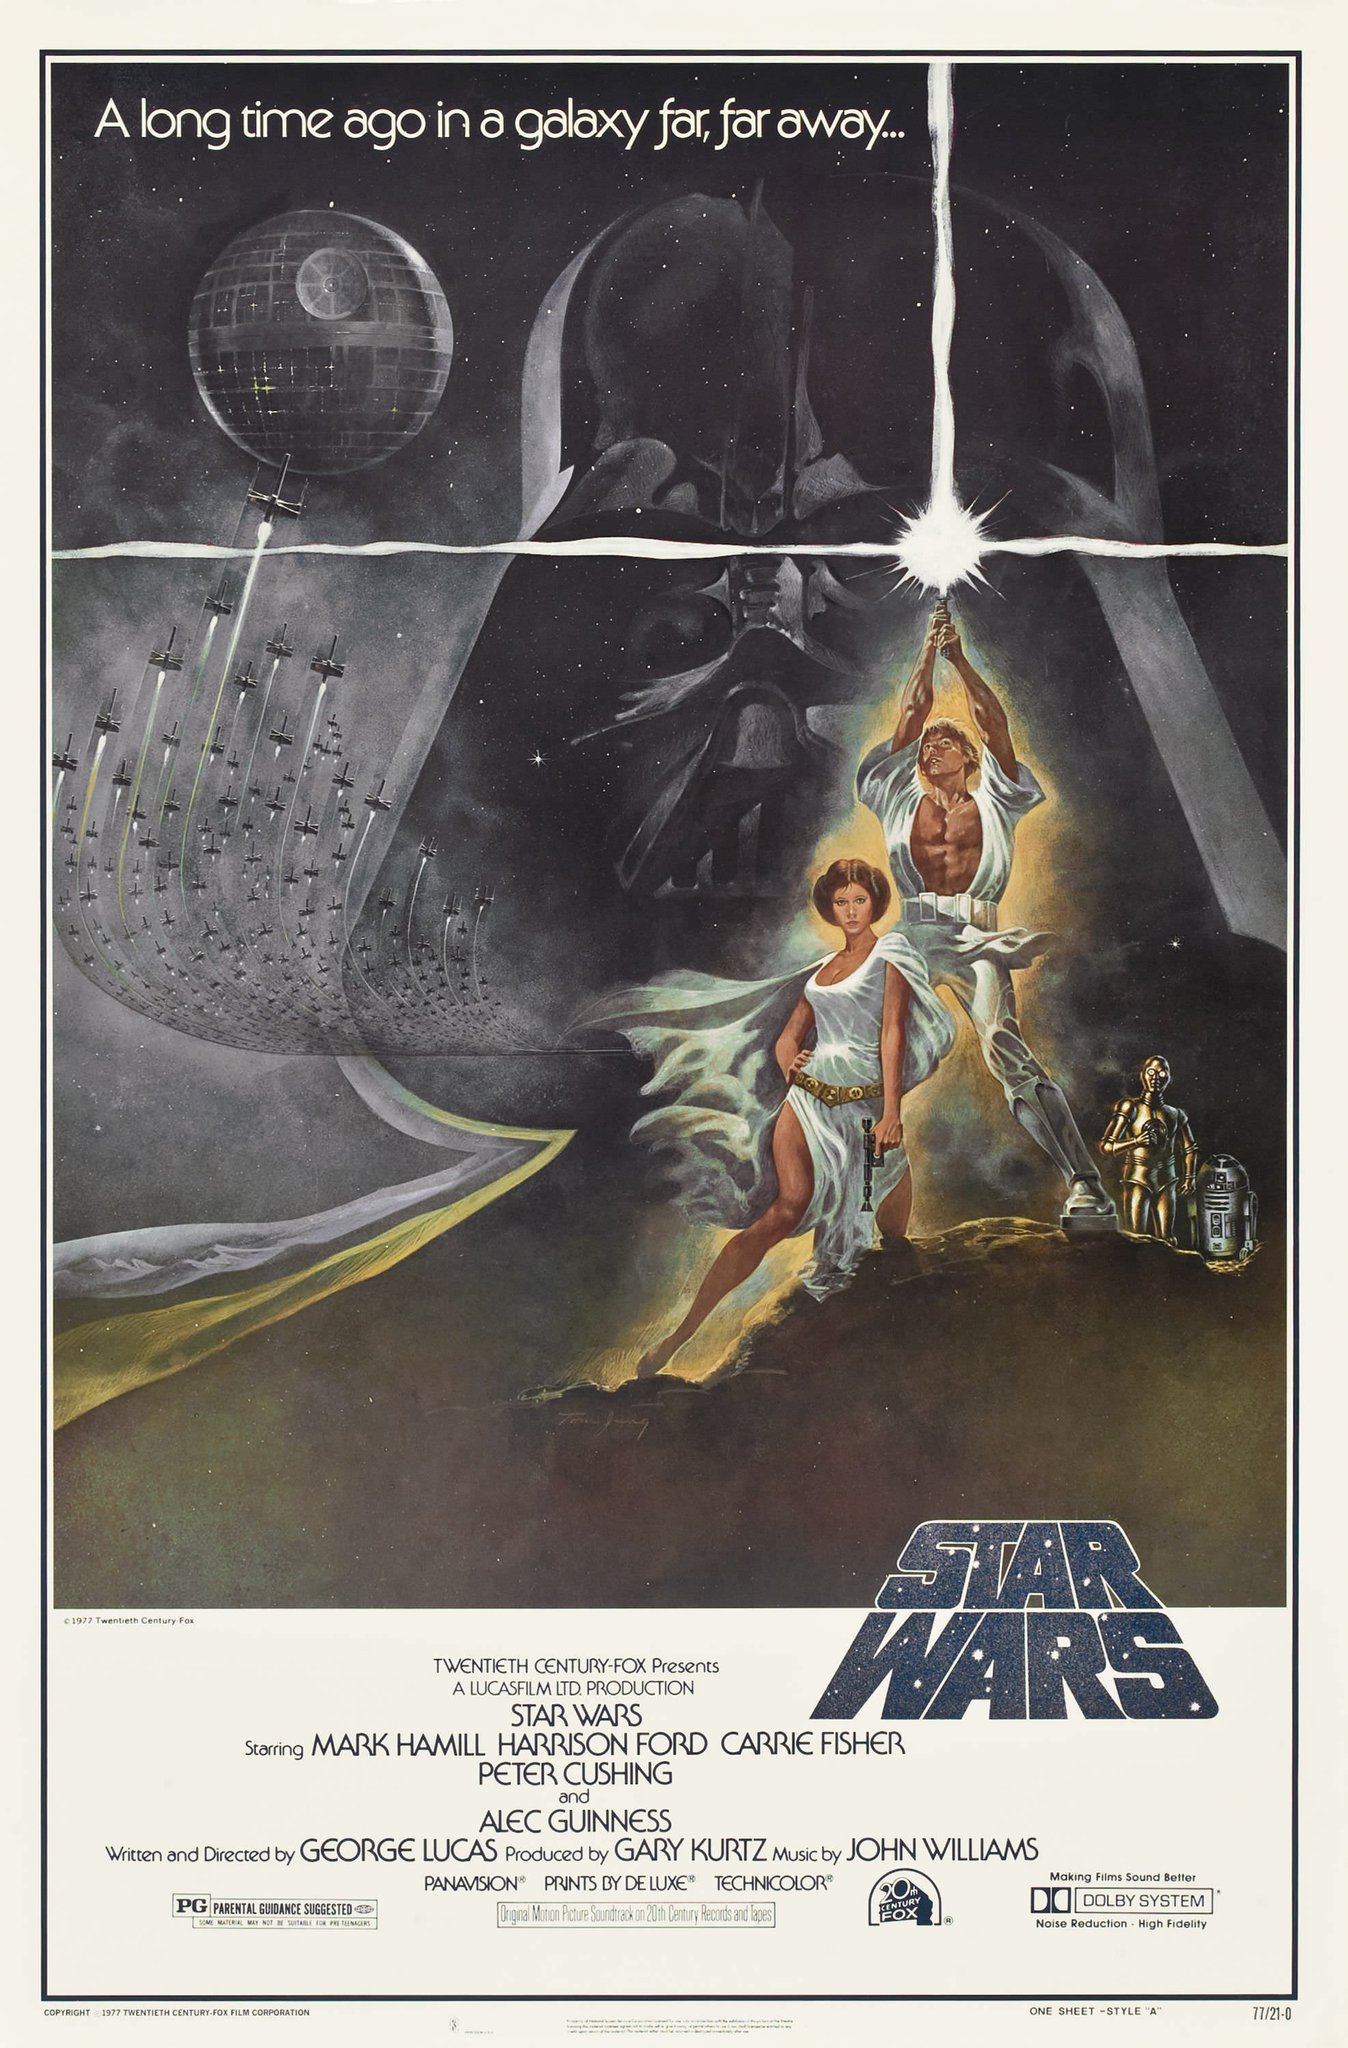 A long time ago in a galaxy far, far away...
Tom Jung
STAR
WARS
© 1977 Twentieth Century-Fox
TWENTIETH CENTURY-FOX Presents
A LUCASFILM LTD. PRODUCTION
STAR WARS
Starring MARK HAMILL HARRISON FORD CARRIE FISHER
PETER CUSHING
and
ALEC GUINNESS
Written and Directed by GEORGE LUCAS Produced by GARY KURTZ Music by JOHN WILLIAMS
PANAVISION® PRINTS BY DE LUXE® TECHNICOLOR®
PG PARENTAL GUIDANCE SUGGESTED
SOME MATERIAL MAY NOT BE SUITABLE FOR PRE-TEENAGERS
Original Motion Picture Soundtrack on 20th Century Records and Tapes
20th
CENTURY
FOX
®
Making Films Sound Better
DOLBY SYSTEM ®
Noise Reduction · High Fidelity
COPYRIGHT © 1977 TWENTIETH CENTURY-FOX FILM CORPORATION
ONE SHEET - STYLE "A"
77/21-0